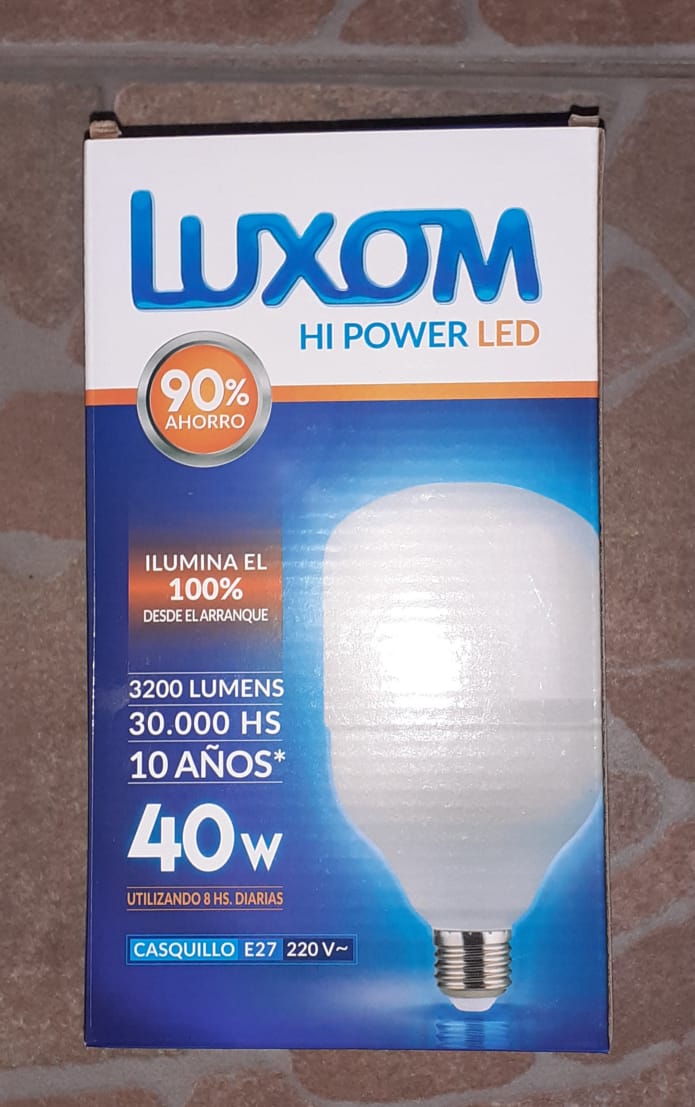 LUXOM
HI POWER LED
90%
AHORRO
ILUMINA EL
100%
DESDE EL ARRANQUE
3200 LUMENS
30.000 HS
10 AÑOS*
40W
UTILIZANDO 8 HS. DIARIAS
CASQUILLO E27 220 V~